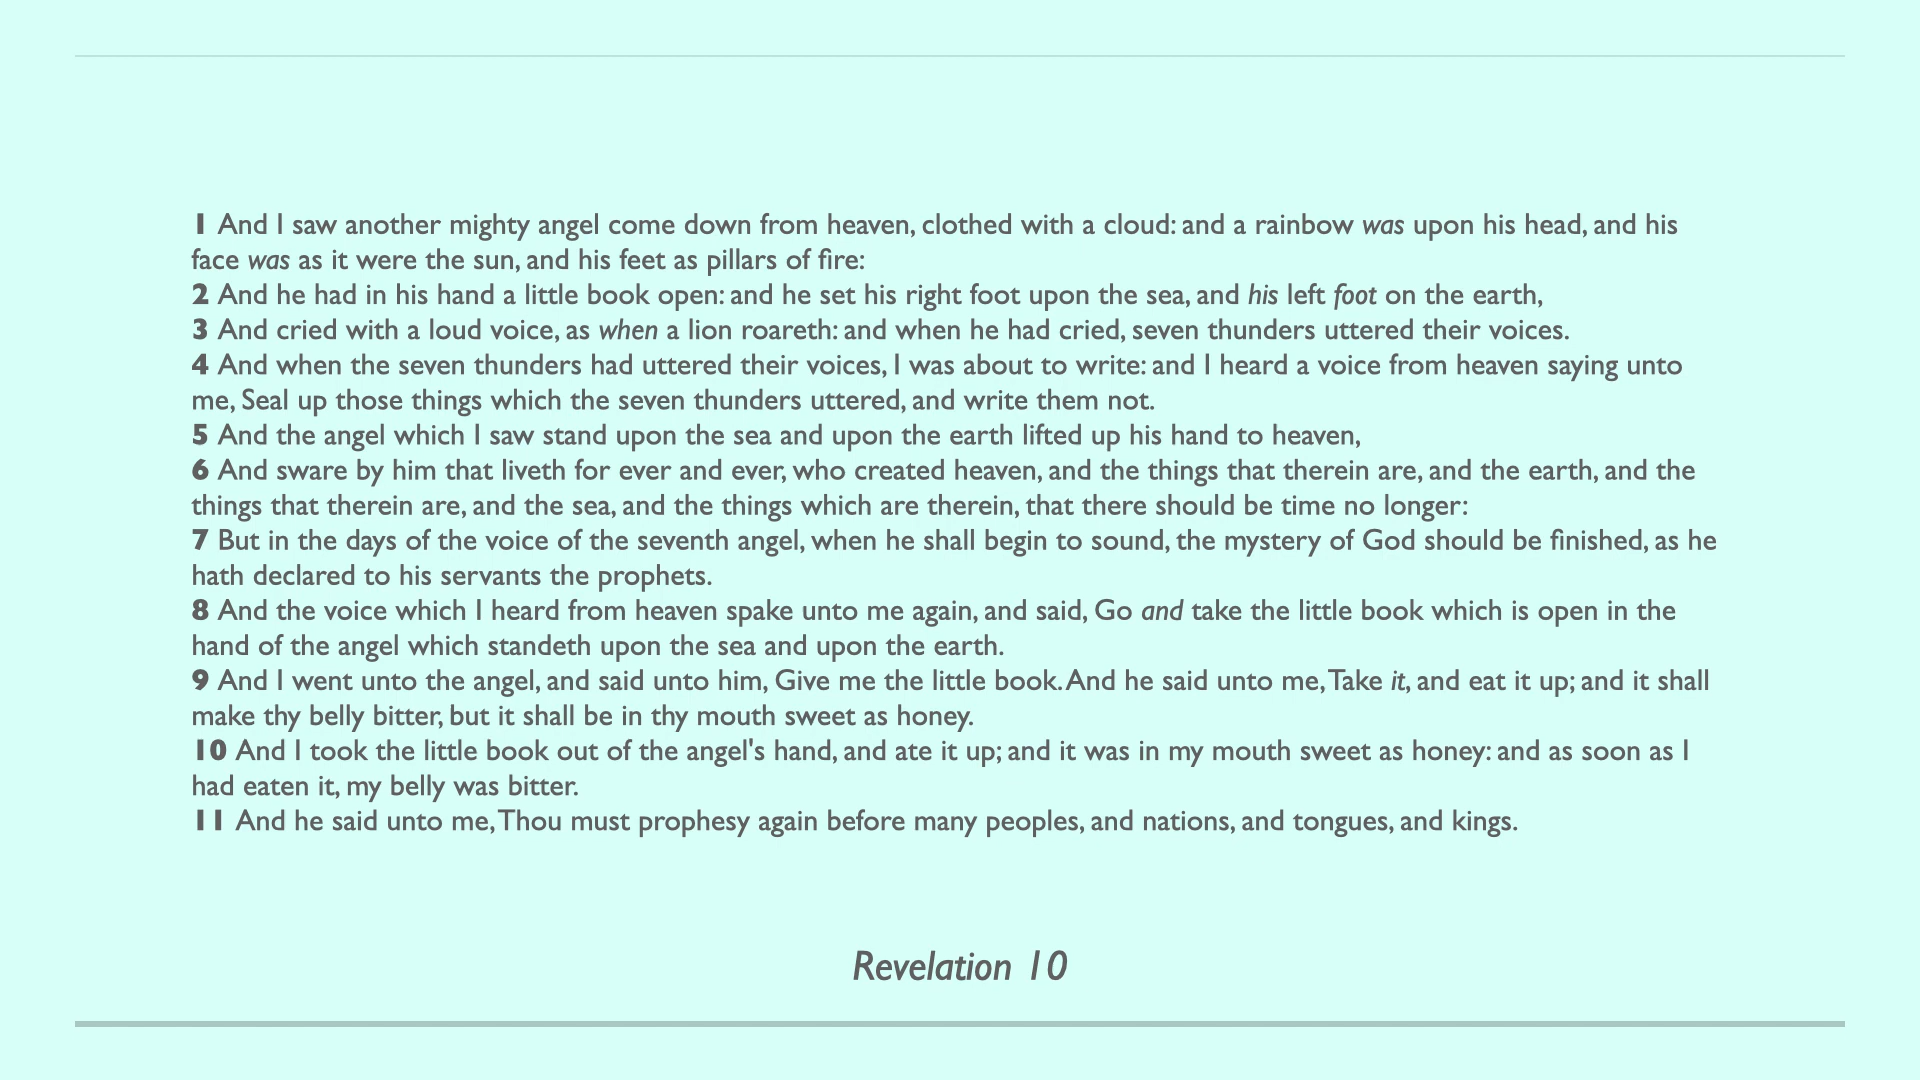 1 And I saw another mighty angel come down from heaven, clothed with a cloud: and a rainbow was upon his head, and his
face was as it were the sun, and his feet as pillars of fire:
2 And he had in his hand a little book open: and he set his right foot upon the sea, and his left foot on the earth,
3 And cried with a loud voice, as when a lion roareth: and when he had cried, seven thunders uttered their voices.
4 And when the seven thunders had uttered their voices, I was about to write: and I heard a voice from heaven saying unto
me, Seal up those things which the seven thunders uttered, and write them not.
5 And the angel which I saw stand upon the sea and upon the earth lifted up his hand to heaven,
6 And sware by him that liveth for ever and ever, who created heaven, and the things that therein are, and the earth, and the
things that therein are, and the sea, and the things which are therein, that there should be time no longer:
7 But in the days of the voice of the seventh angel, when he shall begin to sound, the mystery of God should be finished, as he
hath declared to his servants the prophets.
8 And the voice which I heard from heaven spake unto me again, and said, Go and take the little book which is open in the
hand of the angel which standeth upon the sea and upon the earth.
9 And I went unto the angel, and said unto him, Give me the little book. And he said unto me, Take it, and eat it up; and it shall
make thy belly bitter, but it shall be in thy mouth sweet as honey.
10 And I took the little book out of the angel's hand, and ate it up; and it was in my mouth sweet as honey: and as soon as I
had eaten it, my belly was bitter.
11 And he said unto me, Thou must prophesy again before many peoples, and nations, and tongues, and kings.
Revelation 10